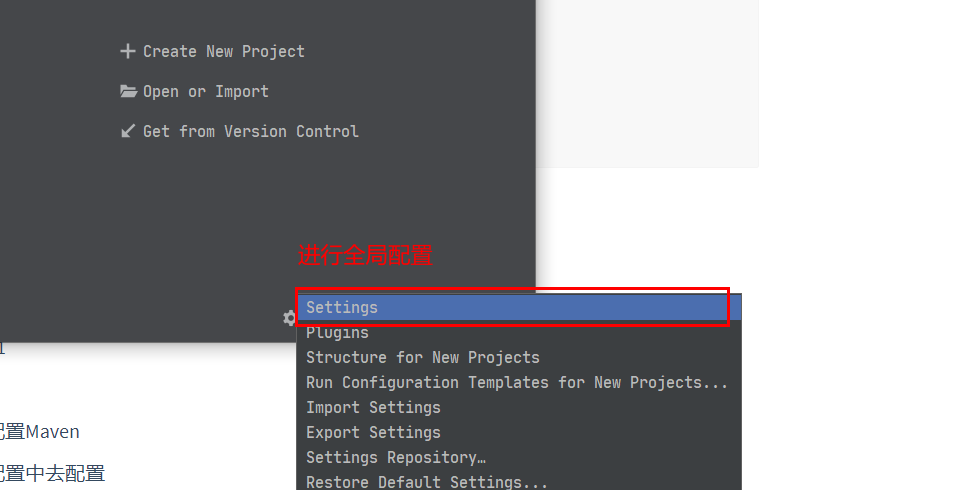 Create New Project
Open or Import
Get from Version Control
进行全局配置
Settings
Plugins
Structure for New Projects
Run Configuration Templates for New Projects...
Import Settings
Export Settings
Settings Repository…
Restore Default Settings...
配置Maven
配置中去配置